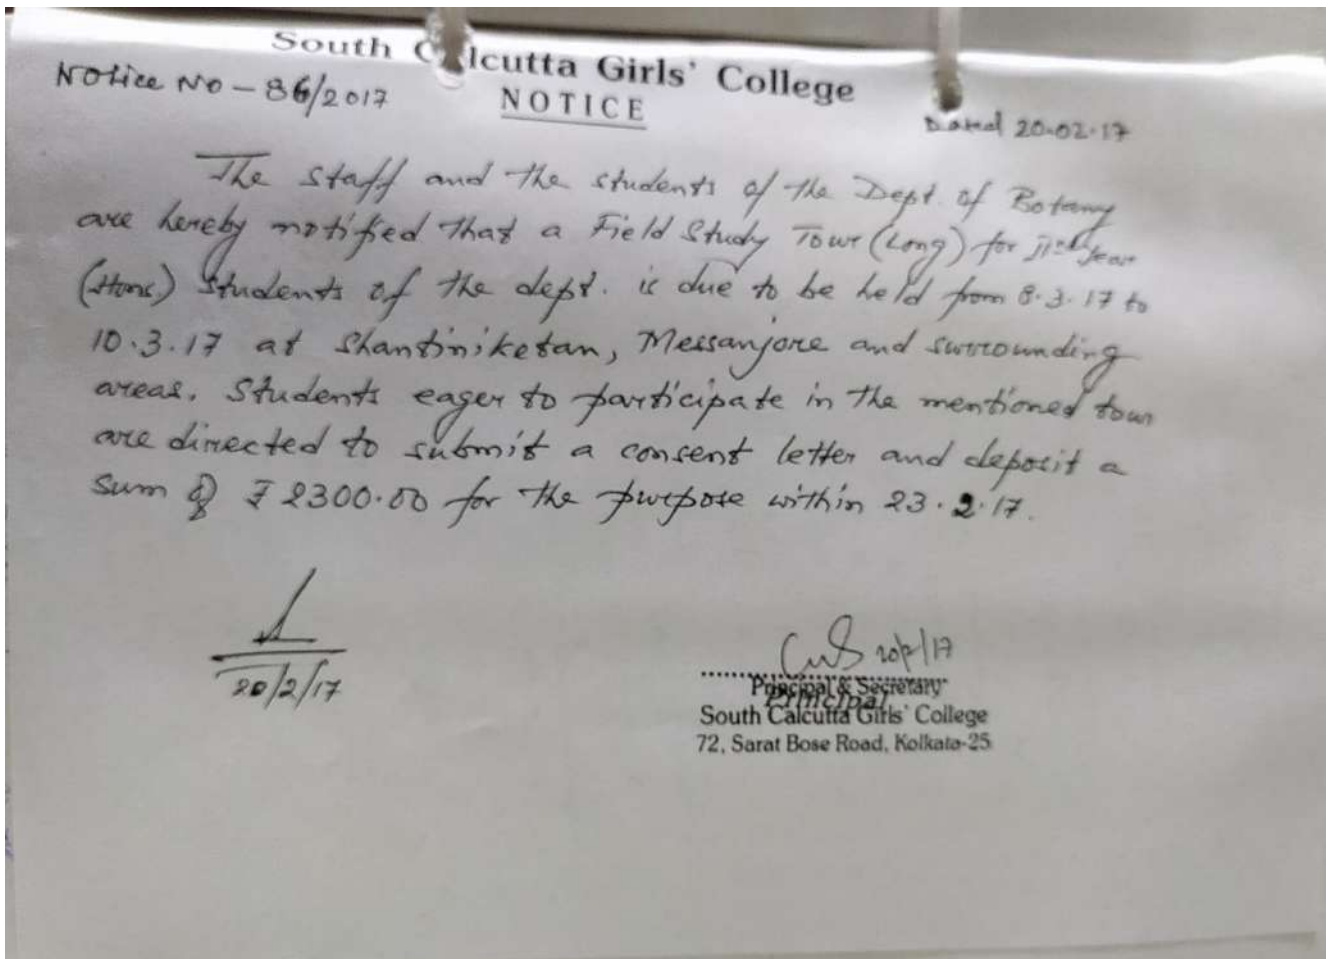 South Calcutta Girls' College
Notice No - 86/2017
NOTICE
Dated 20.02.17
The staff and the students of the Dept. of Botany
are hereby notified that a Field Study Tour (Long) for IInd Year
(Hons) students of the dept. is due to be held from 8.3.17 to
10.3.17 at Shantiniketan, Messanjore and surrounding
areas. Students eager to participate in the mentioned tour
are directed to submit a consent letter and deposit a
sum of ₹ 2300.00 for the purpose within 23.2.17.
20/2/17
20/2/17
Principal & Secretary
Principal
South Calcutta Girls' College
72, Sarat Bose Road, Kolkata-25